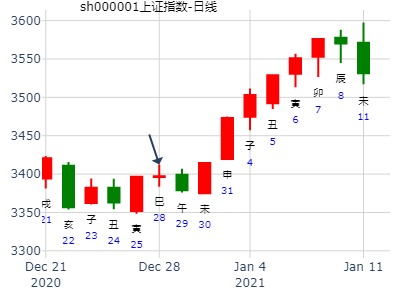 sh000001上证指数-日线
3600
3550
3500
3450
3400
3350
3300
戌
21
亥
22
子
23
丑
24
寅
25
巳
28
午
29
未
30
申
31
子
4
丑
5
寅
6
卯
7
辰
8
未
11
Dec 21
2020
Dec 28
Jan 4
2021
Jan 11